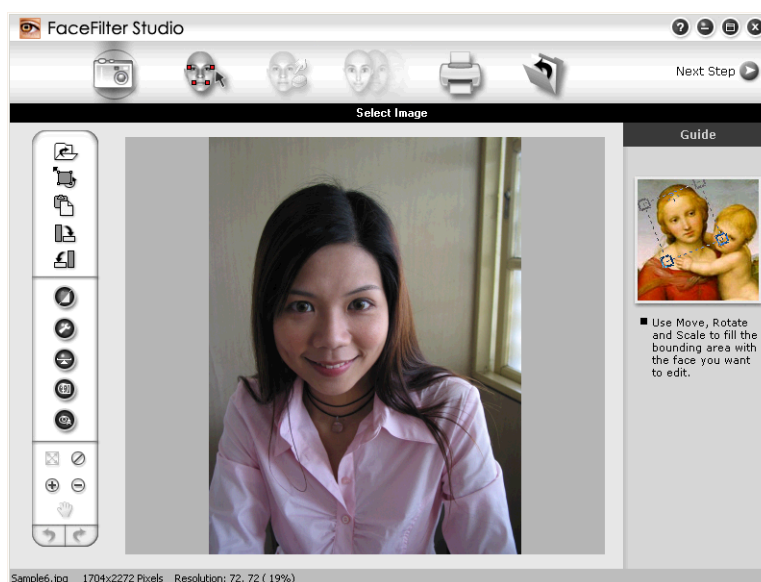 FaceFilter Studio
Next Step
Select Image
Guide
Use Move, Rotate
and Scale to fill the
bounding area with
the face you want
to edit.
Sample6.jpg 1704x2272 Pixels Resolution: 72, 72 ( 19%)